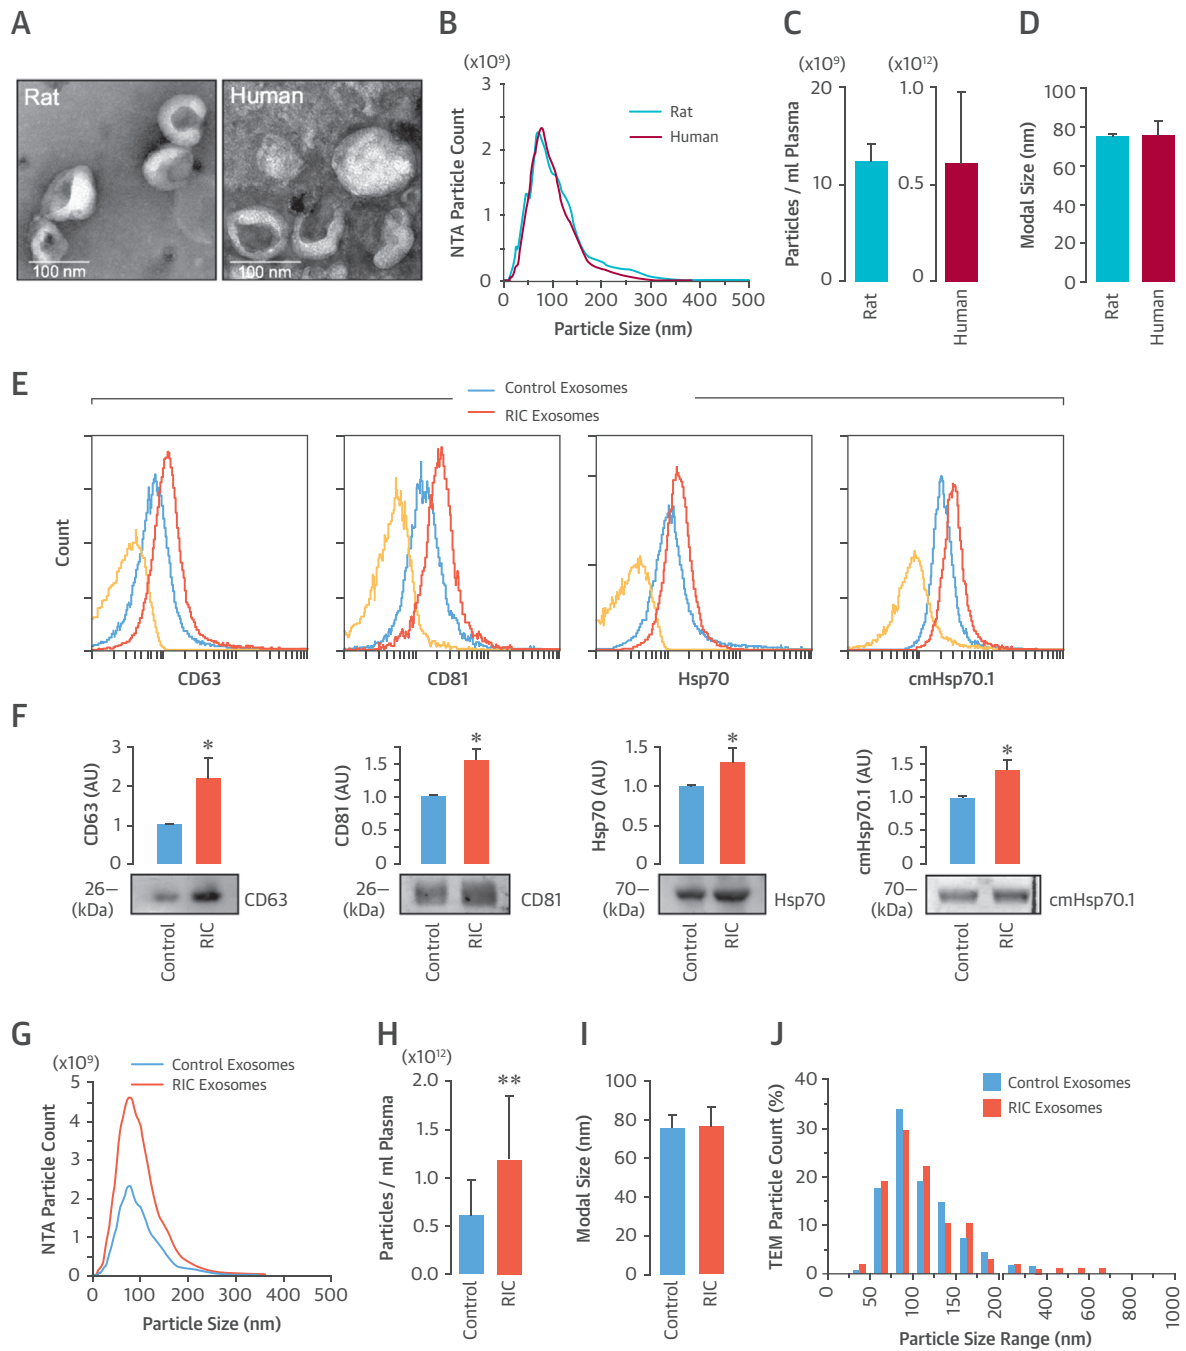 A
Rat
100 nm
Human
100 nm
B
(x10⁹)
NTA Particle Count
3
2
1
0
Rat
Human
0 100 200 300 400 500
Particle Size (nm)
C
(x10⁹)
Particles / ml Plasma
20
10
0
Rat
(x10¹²)
1.0
0.5
0
Human
D
Modal Size (nm)
100
80
60
40
20
0
Rat
Human
E
Control Exosomes
RIC Exosomes
Count
CD63
CD81
Hsp70
cmHsp70.1
F
CD63 (AU)
3
2
1
0
*
26
(kDa)
CD63
Control
RIC
CD81 (AU)
1.5
1.0
0.5
0
*
26
(kDa)
CD81
Control
RIC
Hsp70 (AU)
1.5
1.0
0.5
0
*
70
(kDa)
Hsp70
Control
RIC
cmHsp70.1 (AU)
1.5
1.0
0.5
0
*
70
(kDa)
cmHsp70.1
Control
RIC
G
(x10⁹)
Control Exosomes
RIC Exosomes
NTA Particle Count
5
4
3
2
1
0
0 100 200 300 400 500
Particle Size (nm)
H
(x10¹²)
Particles / ml Plasma
2.0
1.5
1.0
0.5
0.0
**
Control
RIC
I
Modal Size (nm)
100
80
60
40
20
0
Control
RIC
J
TEM Particle Count (%)
40
30
20
10
0
Control Exosomes
RIC Exosomes
0 50 100 150 200 400 600 800 1000
Particle Size Range (nm)